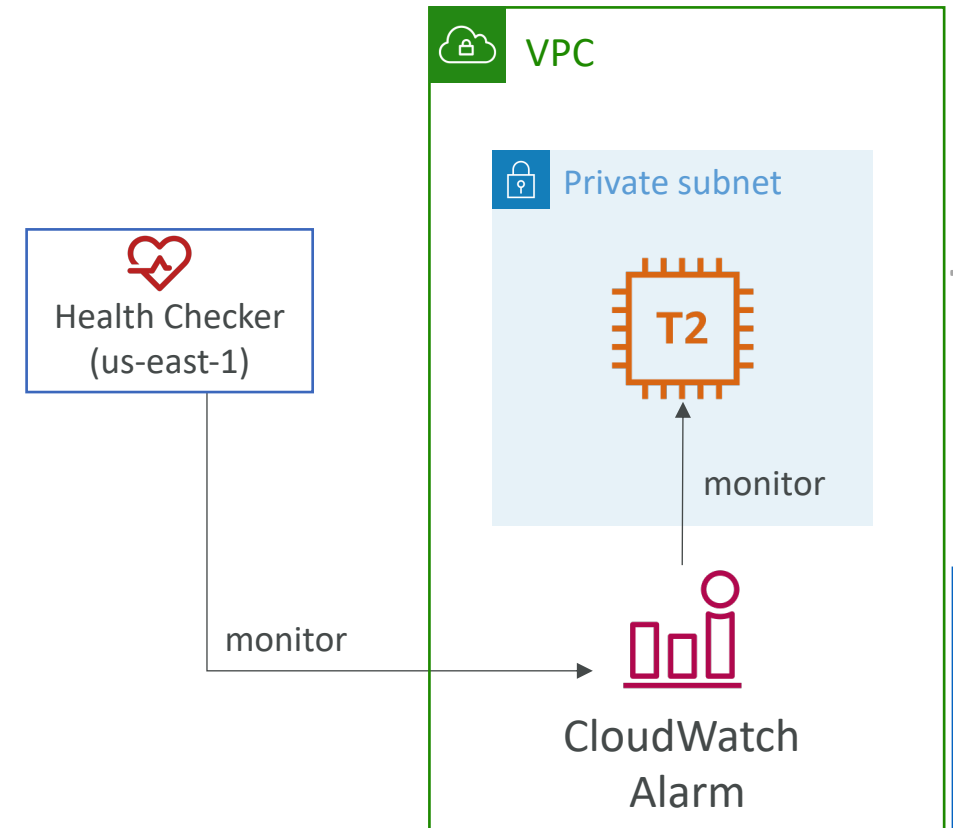 VPC
Private subnet
Health Checker
(us-east-1)
T2
monitor
monitor
CloudWatch
Alarm